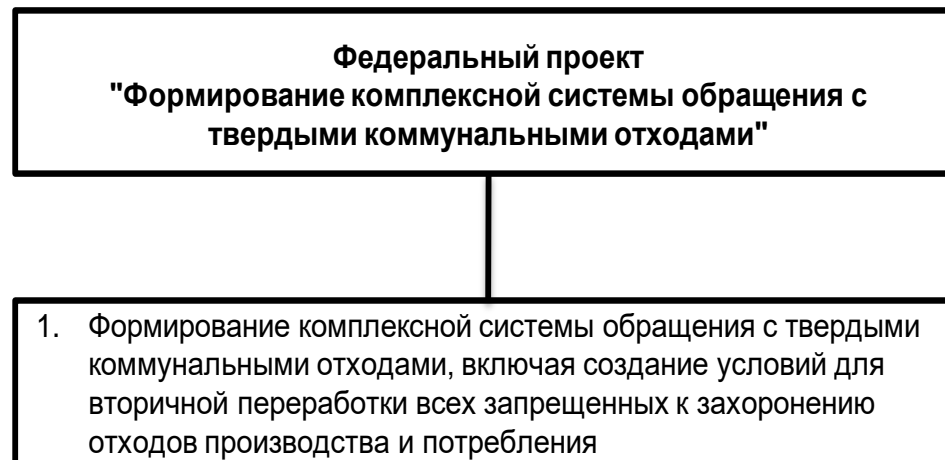 Федеральный проект
"Формирование комплексной системы обращения с
твердыми коммунальными отходами"
1. Формирование комплексной системы обращения с твердыми
коммунальными отходами, включая создание условий для
вторичной переработки всех запрещенных к захоронению
отходов производства и потребления